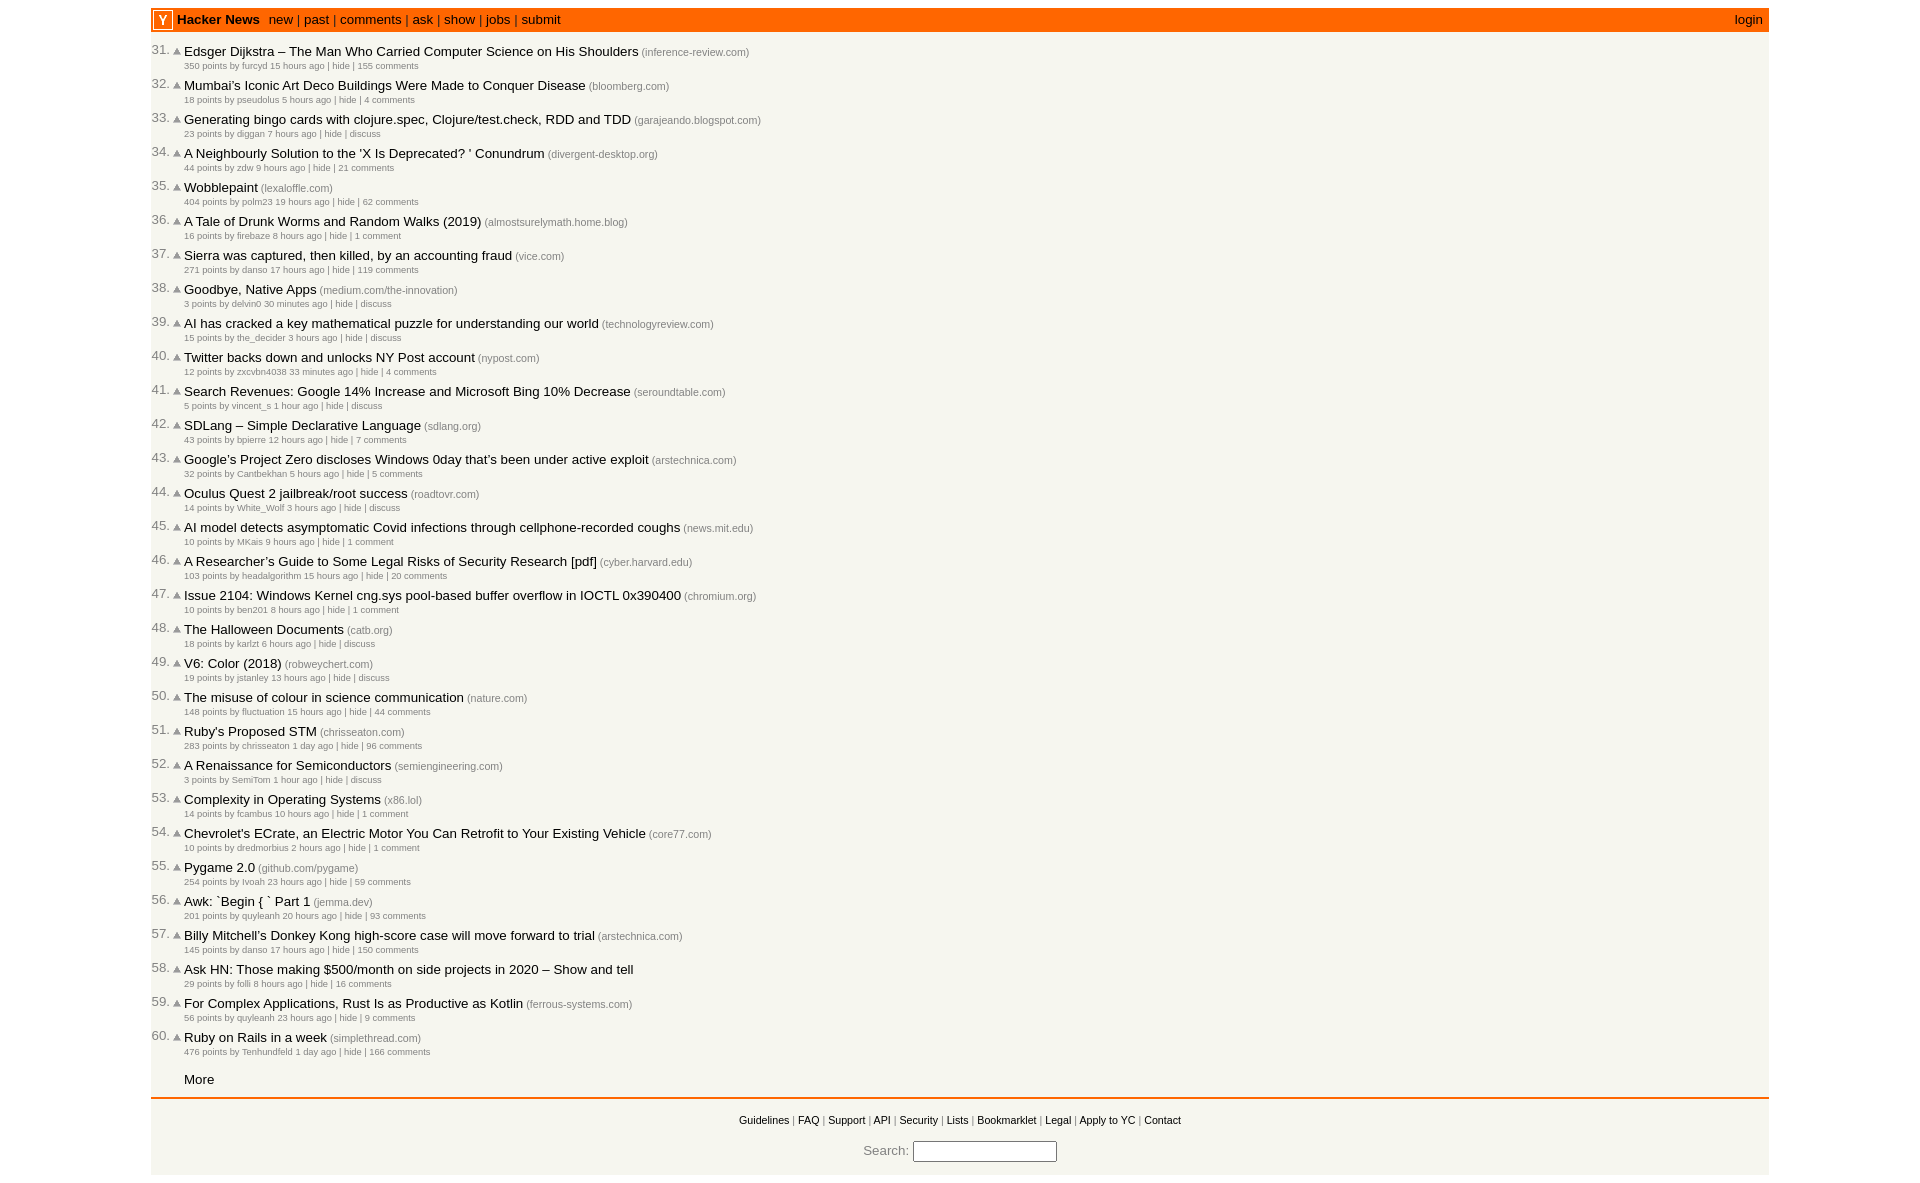 Y Hacker News new | past | comments | ask | show | jobs | submit login
31. Edsger Dijkstra – The Man Who Carried Computer Science on His Shoulders (inference-review.com)
350 points by furcyd 15 hours ago | hide | 155 comments
32. Mumbai's Iconic Art Deco Buildings Were Made to Conquer Disease (bloomberg.com)
18 points by pseudolus 5 hours ago | hide | 4 comments
33. Generating bingo cards with clojure.spec, Clojure/test.check, RDD and TDD (garajeando.blogspot.com)
23 points by diggan 7 hours ago | hide | discuss
34. A Neighbourly Solution to the 'X Is Deprecated? ' Conundrum (divergent-desktop.org)
44 points by zdw 9 hours ago | hide | 21 comments
35. Wobblepaint (lexaloffle.com)
404 points by polm23 19 hours ago | hide | 62 comments
36. A Tale of Drunk Worms and Random Walks (2019) (almostsurelymath.home.blog)
16 points by firebaze 8 hours ago | hide | 1 comment
37. Sierra was captured, then killed, by an accounting fraud (vice.com)
271 points by danso 17 hours ago | hide | 119 comments
38. Goodbye, Native Apps (medium.com/the-innovation)
3 points by delvin0 30 minutes ago | hide | discuss
39. AI has cracked a key mathematical puzzle for understanding our world (technologyreview.com)
15 points by the_decider 3 hours ago | hide | discuss
40. Twitter backs down and unlocks NY Post account (nypost.com)
12 points by zxcvbn4038 33 minutes ago | hide | 4 comments
41. Search Revenues: Google 14% Increase and Microsoft Bing 10% Decrease (seroundtable.com)
5 points by vincent_s 1 hour ago | hide | discuss
42. SDLang – Simple Declarative Language (sdlang.org)
43 points by bpierre 12 hours ago | hide | 7 comments
43. Google's Project Zero discloses Windows 0day that's been under active exploit (arstechnica.com)
32 points by Cantbekhan 5 hours ago | hide | 5 comments
44. Oculus Quest 2 jailbreak/root success (roadtovr.com)
14 points by White_Wolf 3 hours ago | hide | discuss
45. AI model detects asymptomatic Covid infections through cellphone-recorded coughs (news.mit.edu)
10 points by MKais 9 hours ago | hide | 1 comment
46. A Researcher's Guide to Some Legal Risks of Security Research [pdf] (cyber.harvard.edu)
103 points by headalgorithm 15 hours ago | hide | 20 comments
47. Issue 2104: Windows Kernel cng.sys pool-based buffer overflow in IOCTL 0x390400 (chromium.org)
10 points by ben201 8 hours ago | hide | 1 comment
48. The Halloween Documents (catb.org)
18 points by karlzt 6 hours ago | hide | discuss
49. V6: Color (2018) (robweychert.com)
19 points by jstanley 13 hours ago | hide | discuss
50. The misuse of colour in science communication (nature.com)
148 points by fluctuation 15 hours ago | hide | 44 comments
51. Ruby's Proposed STM (chrisseaton.com)
283 points by chrisseaton 1 day ago | hide | 96 comments
52. A Renaissance for Semiconductors (semiengineering.com)
3 points by SemiTom 1 hour ago | hide | discuss
53. Complexity in Operating Systems (x86.lol)
14 points by fcambus 10 hours ago | hide | 1 comment
54. Chevrolet's ECrate, an Electric Motor You Can Retrofit to Your Existing Vehicle (core77.com)
10 points by dredmorbius 2 hours ago | hide | 1 comment
55. Pygame 2.0 (github.com/pygame)
254 points by Ivoah 23 hours ago | hide | 59 comments
56. Awk: `Begin { ` Part 1 (jemma.dev)
201 points by quyleanh 20 hours ago | hide | 93 comments
57. Billy Mitchell's Donkey Kong high-score case will move forward to trial (arstechnica.com)
145 points by danso 17 hours ago | hide | 150 comments
58. Ask HN: Those making $500/month on side projects in 2020 – Show and tell
29 points by folli 8 hours ago | hide | 16 comments
59. For Complex Applications, Rust Is as Productive as Kotlin (ferrous-systems.com)
56 points by quyleanh 23 hours ago | hide | 9 comments
60. Ruby on Rails in a week (simplethread.com)
476 points by Tenhundfeld 1 day ago | hide | 166 comments
More
Guidelines | FAQ | Support | API | Security | Lists | Bookmarklet | Legal | Apply to YC | Contact
Search: